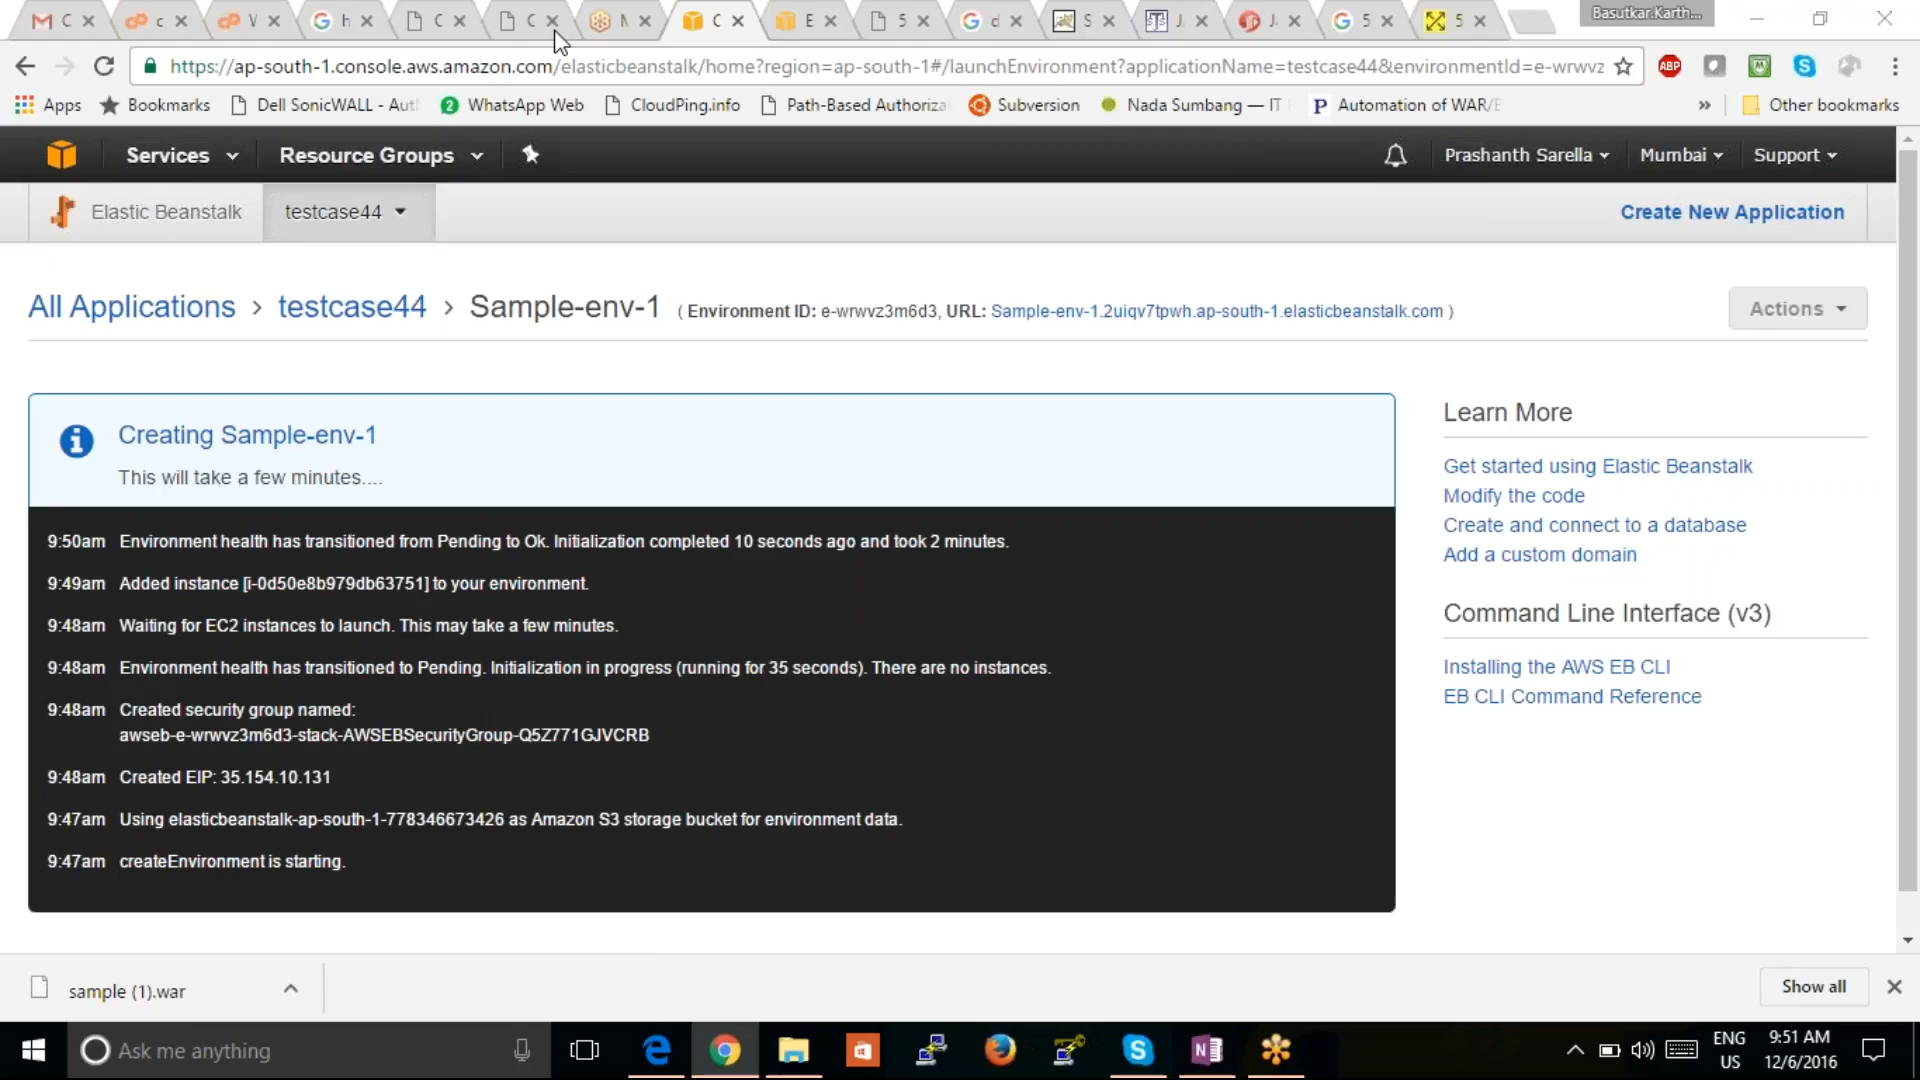 C
c
V
h
C
C
N
C
E
5
c
S
J
J
5
5
Basutkar.Karth...
https://ap-south-1.console.aws.amazon.com/elasticbeanstalk/home?region=ap-south-1#/launchEnvironment?applicationName=testcase44&environmentId=e-wrwvz
ABP
Apps
Bookmarks
Dell SonicWALL - Aut
2
WhatsApp Web
CloudPing.info
Path-Based Authoriza
Subversion
Nada Sumbang — IT
P
Automation of WAR/E
»
Other bookmarks
Services
Resource Groups
Prashanth Sarella
Mumbai
Support
Elastic Beanstalk
testcase44
Create New Application
All Applications > testcase44 > Sample-env-1 ( Environment ID: e-wrwvz3m6d3, URL: Sample-env-1.2uiqv7tpwh.ap-south-1.elasticbeanstalk.com )
Actions
Creating Sample-env-1
This will take a few minutes....
9:50am Environment health has transitioned from Pending to Ok. Initialization completed 10 seconds ago and took 2 minutes.
9:49am Added instance [i-0d50e8b979db63751] to your environment.
9:48am Waiting for EC2 instances to launch. This may take a few minutes.
9:48am Environment health has transitioned to Pending. Initialization in progress (running for 35 seconds). There are no instances.
9:48am Created security group named:
awseb-e-wrwvz3m6d3-stack-AWSEBSecurityGroup-Q5Z771GJVCRB
9:48am Created EIP: 35.154.10.131
9:47am Using elasticbeanstalk-ap-south-1-778346673426 as Amazon S3 storage bucket for environment data.
9:47am createEnvironment is starting.
Learn More
Get started using Elastic Beanstalk
Modify the code
Create and connect to a database
Add a custom domain
Command Line Interface (v3)
Installing the AWS EB CLI
EB CLI Command Reference
sample (1).war
Show all
Ask me anything
ENG
US
9:51 AM
12/6/2016